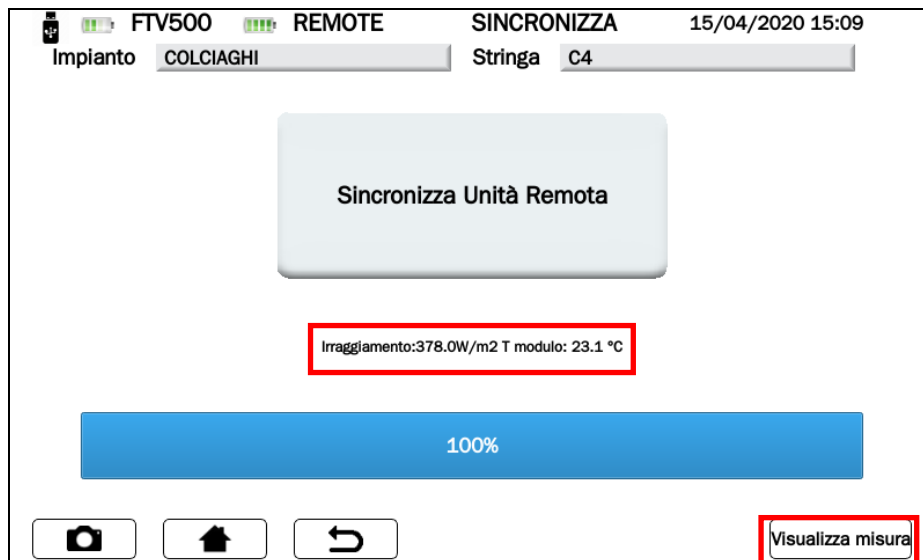 FTV500 REMOTE SINCRONIZZA 15/04/2020 15:09
Impianto COLCIAGHI Stringa C4
Sincronizza Unità Remota
Irraggiamento:378.0W/m2 T modulo: 23.1 °C
100%
Visualizza misura